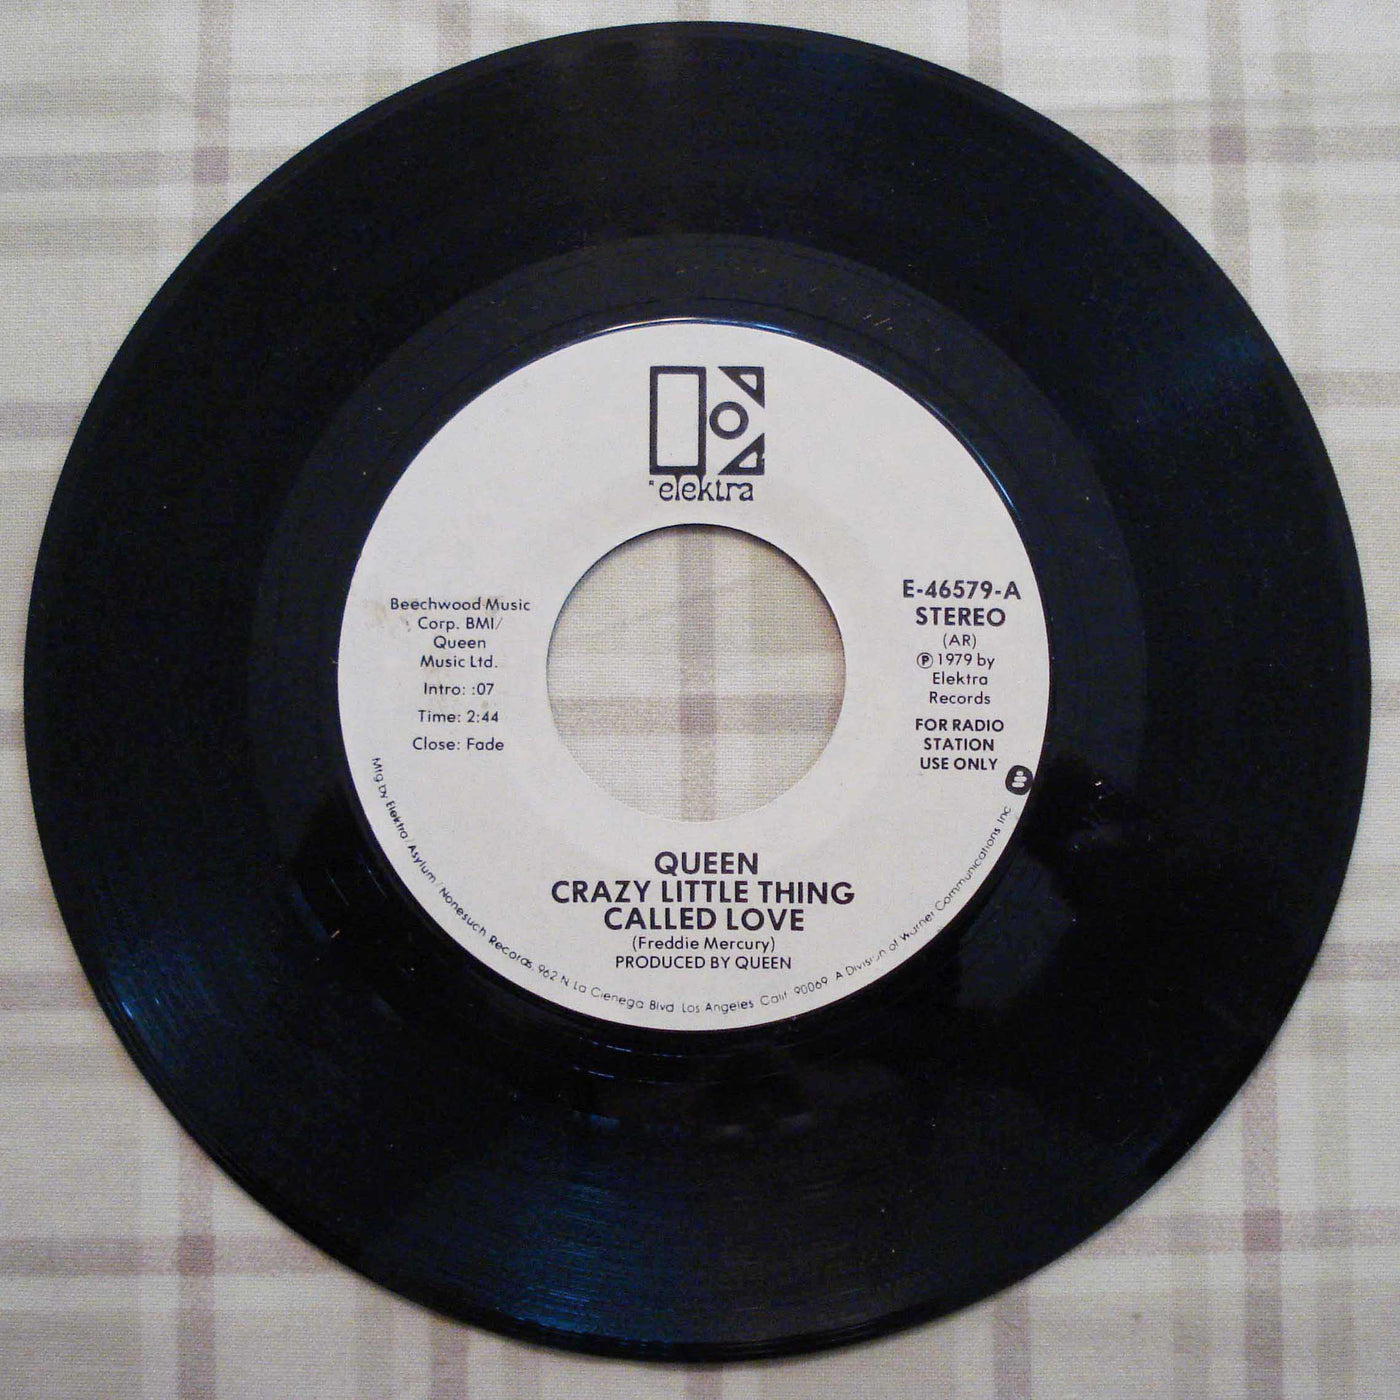 elektra
Beechwood Music
Corp. BMI/
Queen
Music Ltd.
Intro: :07
Time: 2:44
Close: Fade
E-46579-A
STEREO
(AR)
Ⓟ 1979 by
Elektra
Records
FOR RADIO
STATION
USE ONLY
QUEEN
CRAZY LITTLE THING
CALLED LOVE
(Freddie Mercury)
PRODUCED BY QUEEN
Mfg by Elektra/Asylum/Nonesuch Records, 962 N. La Cienega Blvd Los Angeles Calif 90069 A Division of Warner Communications Inc